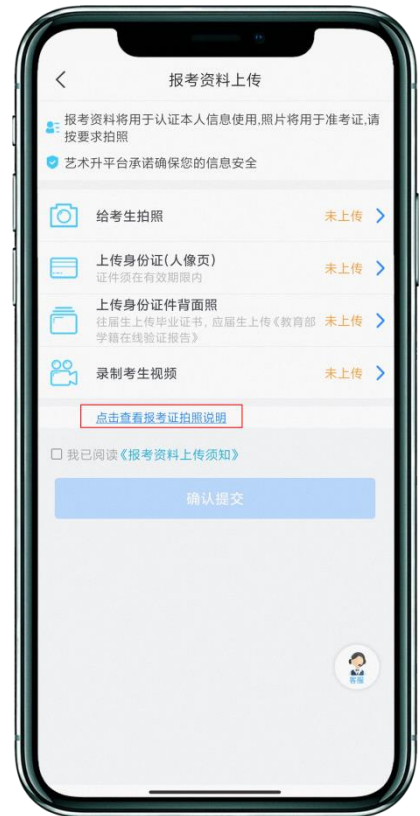 报考资料上传
报考资料将用于认证本人信息使用,照片将用于准考证,请
按要求拍照
艺术升平台承诺确保您的信息安全
给考生拍照
未上传
上传身份证(人像页)
证件须在有效期限内
未上传
上传身份证件背面照
往届生上传毕业证书, 应届生上传《教育部
学籍在线验证报告》
未上传
录制考生视频
未上传
点击查看报考证拍照说明
我已阅读《报考资料上传须知》
确认提交
客服